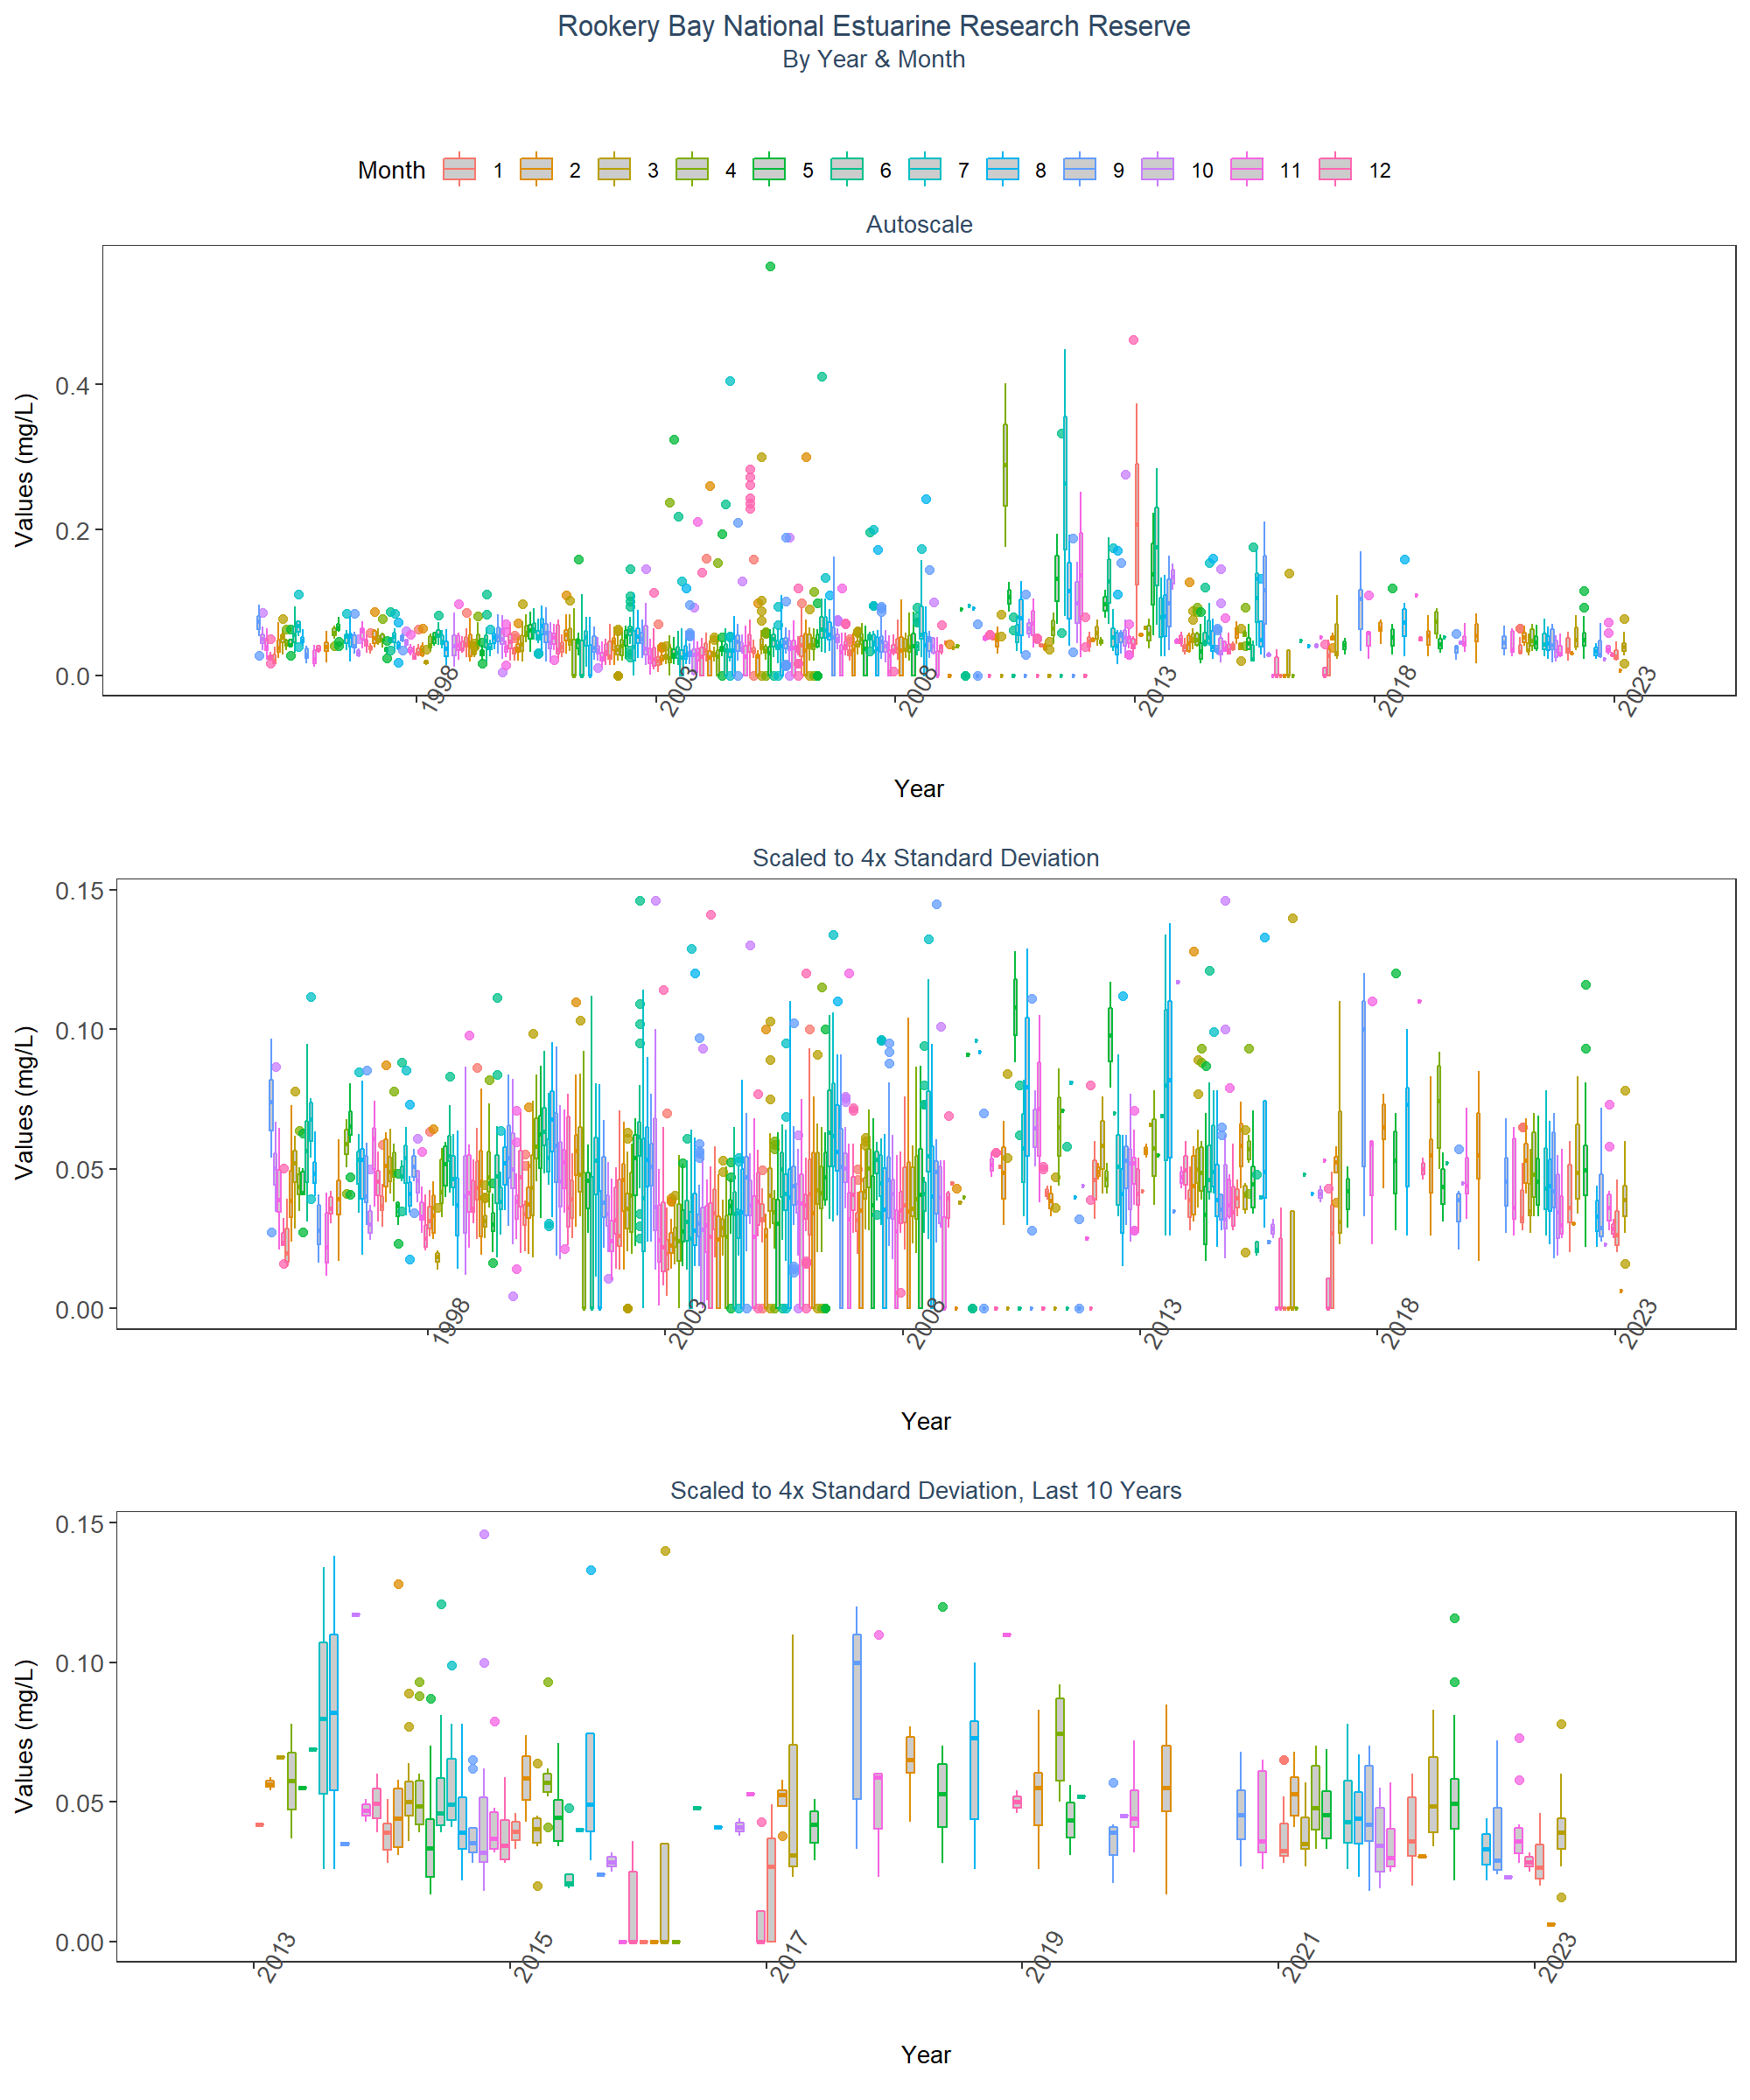 Rookery Bay National Estuarine Research Reserve
By Year & Month
Month 1 2 3 4 5 6 7 8 9 10 11 12
Autoscale
Values (mg/L)
0.4
0.2
0.0
1998 2003 2008 2013 2018 2023
Year
Scaled to 4x Standard Deviation
Values (mg/L)
0.15
0.10
0.05
0.00
1998 2003 2008 2013 2018 2023
Year
Scaled to 4x Standard Deviation, Last 10 Years
Values (mg/L)
0.15
0.10
0.05
0.00
2013 2015 2017 2019 2021 2023
Year